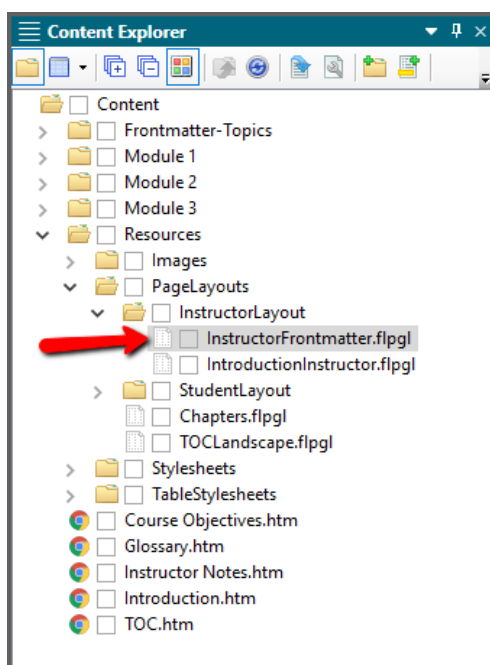 Content Explorer
Content
Frontmatter-Topics
Module 1
Module 2
Module 3
Resources
Images
PageLayouts
InstructorLayout
InstructorFrontmatter.flpgl
IntroductionInstructor.flpgl
StudentLayout
Chapters.flpgl
TOCLandscape.flpgl
Stylesheets
TableStylesheets
Course Objectives.htm
Glossary.htm
Instructor Notes.htm
Introduction.htm
TOC.htm